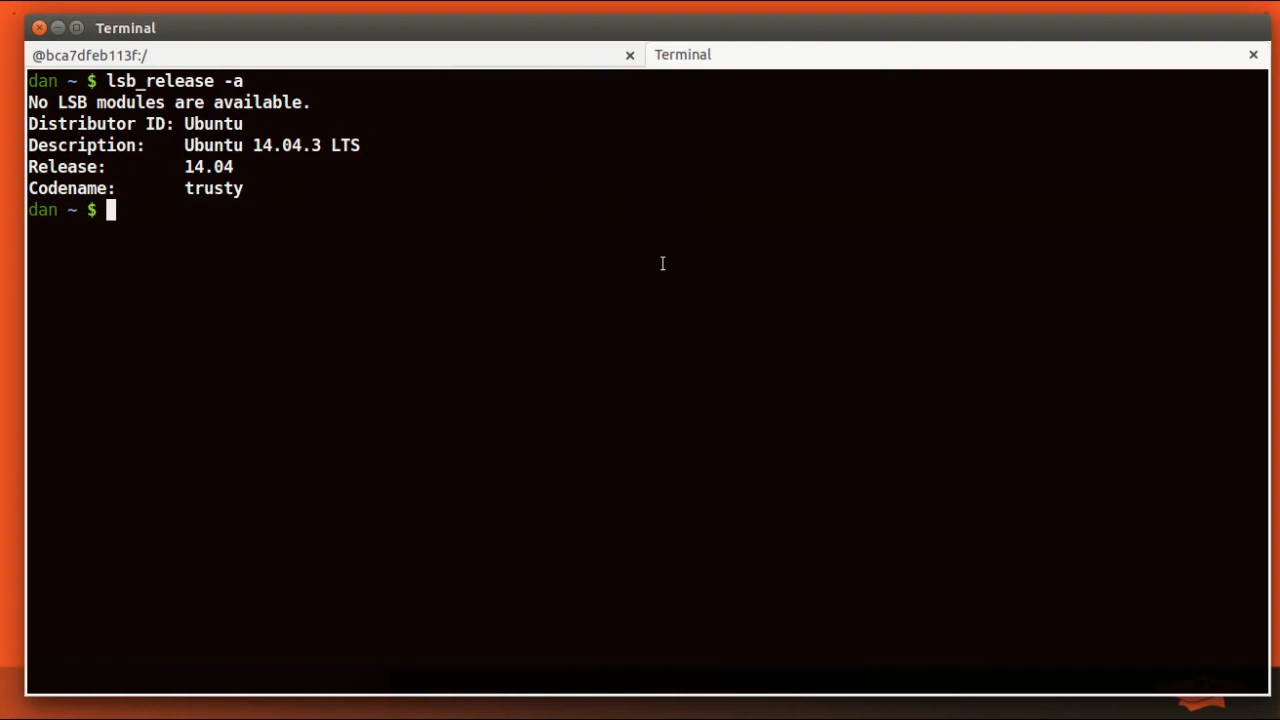 Terminal
@bca7dfeb113f:/
Terminal
dan ~ $ lsb_release -a
No LSB modules are available.
Distributor ID: Ubuntu
Description:    Ubuntu 14.04.3 LTS
Release:        14.04
Codename:       trusty
dan ~ $